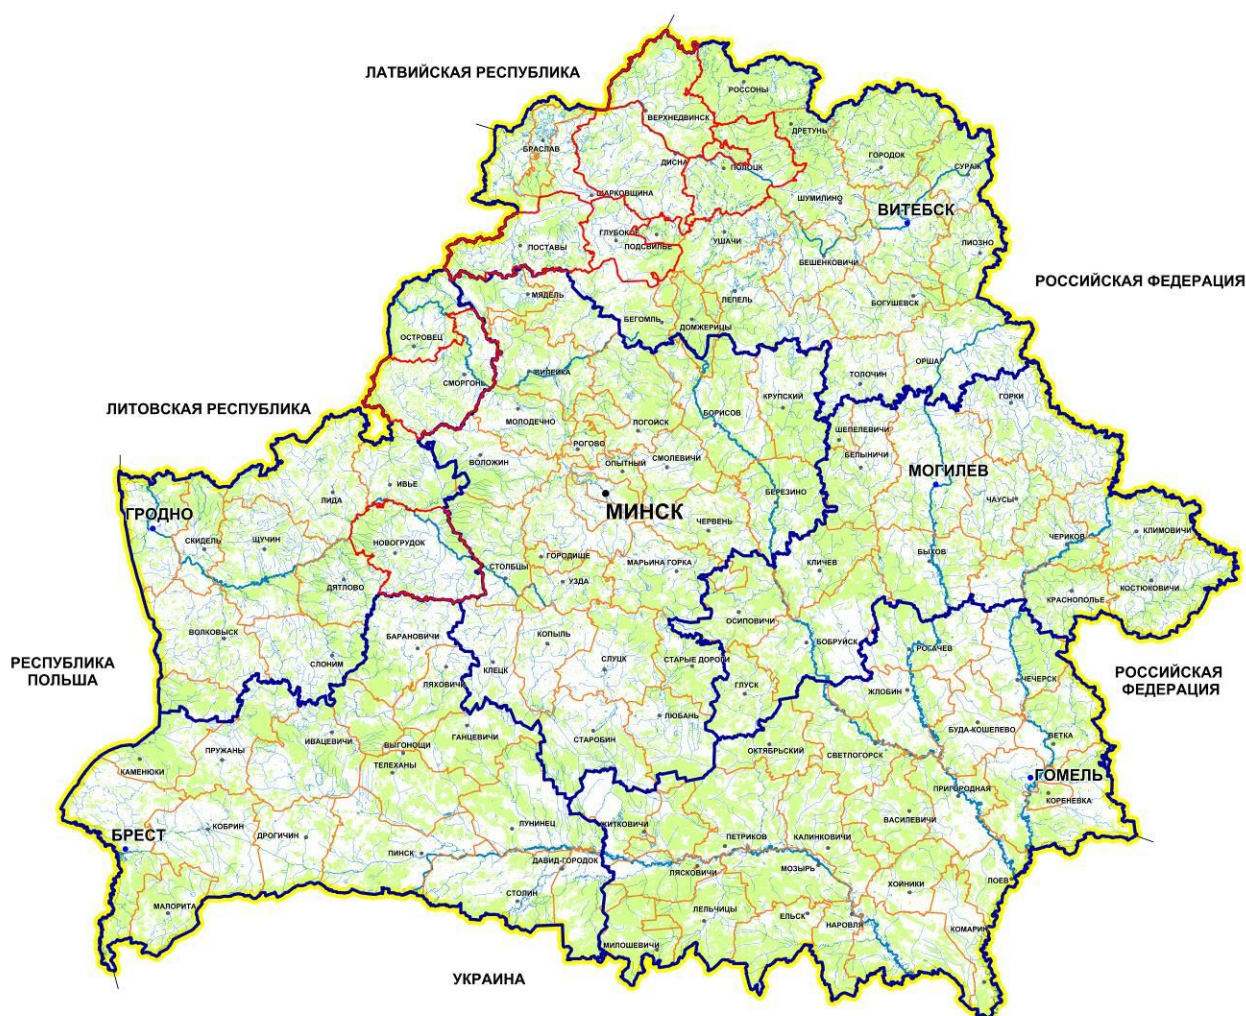 ЛАТВИЙСКАЯ РЕСПУБЛИКА
РОССОНЫ
ВЕРХНЕДВИНСК
ДРЕТУНЬ
БРАСЛАВ
ДИСНА
ПОЛОЦК
ГОРОДОК
СУРАЖ
ШАРКОВЩИНА
ШУМИЛИНО
ВИТЕБСК
ГЛУБОКОЕ
ПОДСВИЛЬЕ
УШАЧИ
ПОСТАВЫ
ЛИОЗНО
БЕШЕНКОВИЧИ
РОССИЙСКАЯ ФЕДЕРАЦИЯ
МЯДЕЛЬ
ЛЕПЕЛЬ
БОГУШЕВСК
БЕГОМЛЬ
ДОМЖЕРИЦЫ
ОСТРОВЕЦ
ОРША
ВИЛЕЙКА
СМОРГОНЬ
ТОЛОЧИН
ЛИТОВСКАЯ РЕСПУБЛИКА
МОЛОДЕЧНО
БОРИСОВ
КРУПСКИЙ
ГОРКИ
ЛОГОЙСК
ШЕПЕЛЕВИЧИ
РОГОВО
ВОЛОЖИН
ОПЫТНЫЙ
СМОЛЕВИЧИ
БЕЛЫНИЧИ
МОГИЛЕВ
ИВЬЕ
ЛИДА
БЕРЕЗИНО
ЧАУСЫ
МИНСК
ГРОДНО
ЧЕРВЕНЬ
КЛИМОВИЧИ
ЧЕРИКОВ
СКИДЕЛЬ
ЩУЧИН
НОВОГРУДОК
ГОРОДИЩЕ
МАРЬИНА ГОРКА
КЛИЧЕВ
БЫХОВ
СТОЛБЦЫ
УЗДА
ДЯТЛОВО
КОСТЮКОВИЧИ
КРАСНОПОЛЬЕ
ОСИПОВИЧИ
ВОЛКОВЫСК
БАРАНОВИЧИ
КОПЫЛЬ
БОБРУЙСК
РОГАЧЕВ
РЕСПУБЛИКА
ПОЛЬША
СЛОНИМ
КЛЕЦК
СЛУЦК
СТАРЫЕ ДОРОГИ
РОССИЙСКАЯ
ФЕДЕРАЦИЯ
ЛЯХОВИЧИ
ГЛУСК
ЖЛОБИН
ЧЕЧЕРСК
ЛЮБАНЬ
БУДА-КОШЕЛЕВО
ИВАЦЕВИЧИ
ГАНЦЕВИЧИ
СТАРОБИН
ПРУЖАНЫ
ВЫГОНОЩИ
ОКТЯБРЬСКИЙ
СВЕТЛОГОРСК
ВЕТКА
КАМЕНЮКИ
ТЕЛЕХАНЫ
ГОМЕЛЬ
ПРИГОРОДНАЯ
КОРЕНЕВКА
БРЕСТ
КОБРИН
ДРОГИЧИН
ЛУНИНЕЦ
ЖИТКОВИЧИ
ВАСИЛЕВИЧИ
ПЕТРИКОВ
КАЛИНКОВИЧИ
ПИНСК
ДАВИД-ГОРОДОК
ЛЯСКОВИЧИ
МОЗЫРЬ
ЛОЕВ
СТОЛИН
ХОЙНИКИ
МАЛОРИТА
ЛЕЛЬЧИЦЫ
ЕЛЬСК
НАРОВЛЯ
КОМАРИН
МИЛОШЕВИЧИ
УКРАИНА